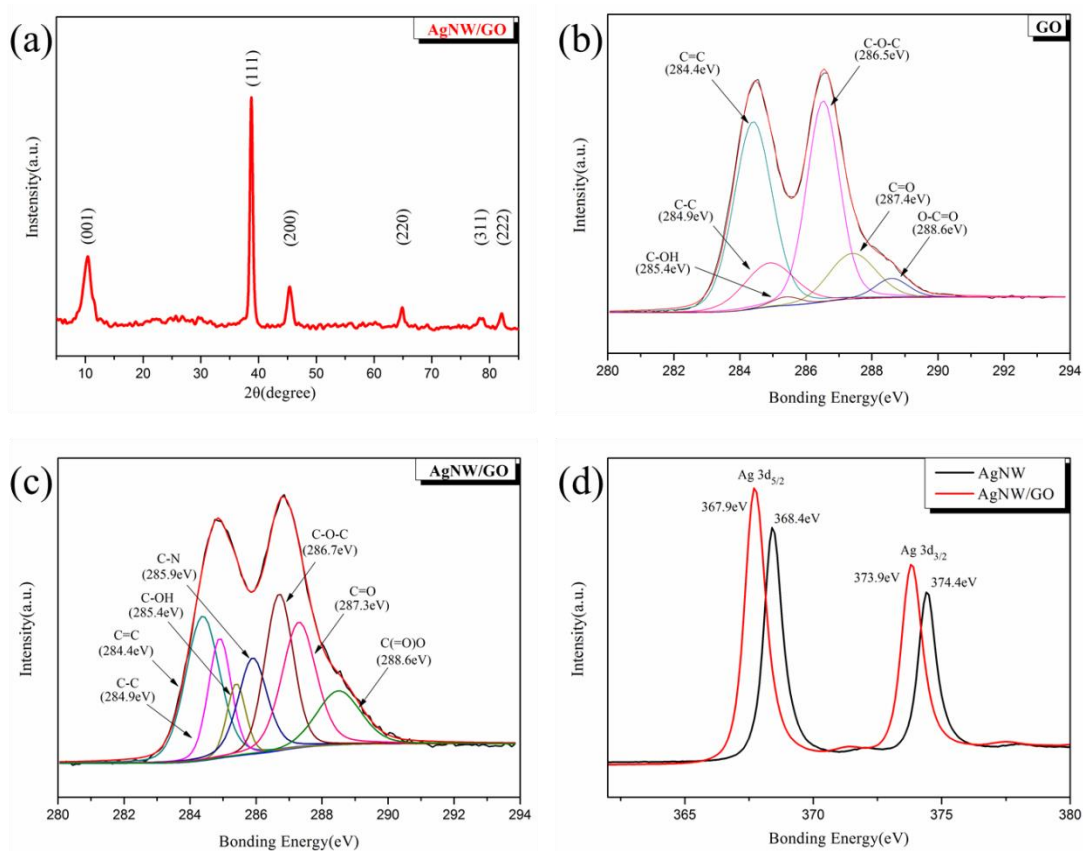 (a)
AgNW/GO
(001)
(111)
(200)
(220)
(311)
(222)
Instensity(a.u.)
10 20 30 40 50 60 70 80
2θ(degree)
(b)
GO
C=C
(284.4eV)
C-O-C
(286.5eV)
C-C
(284.9eV)
C-OH
(285.4eV)
C=O
(287.4eV)
O-C=O
(288.6eV)
Intensity(a.u.)
280 282 284 286 288 290 292 294
Bonding Energy(eV)
(c)
AgNW/GO
C-O-C
(286.7eV)
C-N
(285.9eV)
C-OH
(285.4eV)
C=C
(284.4eV)
C-C
(284.9eV)
C=O
(287.3eV)
C(=O)O
(288.6eV)
Intensity(a.u.)
280 282 284 286 288 290 292 294
Bonding Energy(eV)
(d)
AgNW
AgNW/GO
Ag 3d5/2
367.9eV
368.4eV
Ag 3d3/2
373.9eV
374.4eV
Intensity(a.u.)
365 370 375 380
Bonding Energy(eV)